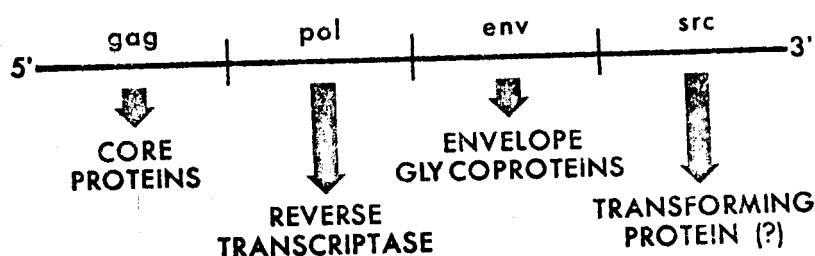 gag pol env src
5' 3'
CORE
PROTEINS
REVERSE
TRANSCRIPTASE
ENVELOPE
GLYCOPROTEINS
TRANSFORMING
PROTEIN (?)